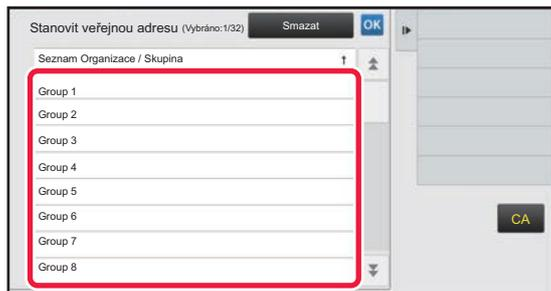 Stanovit veřejnou adresu (Vybráno:1/32) Smazat OK
Seznam Organizace / Skupina
Group 1
Group 2
Group 3
Group 4
Group 5
Group 6
Group 7
Group 8
CA